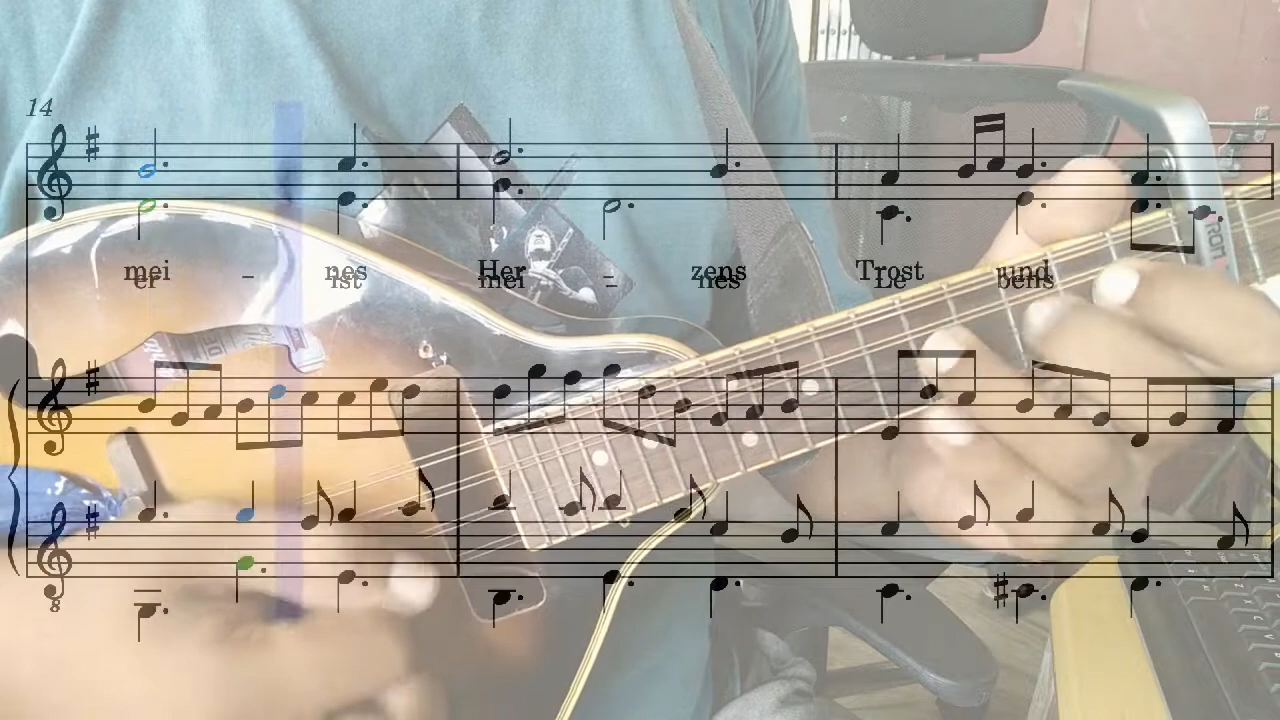 14
mei - nes Her - zens Trost und
er ist mei - nes Le bens
8